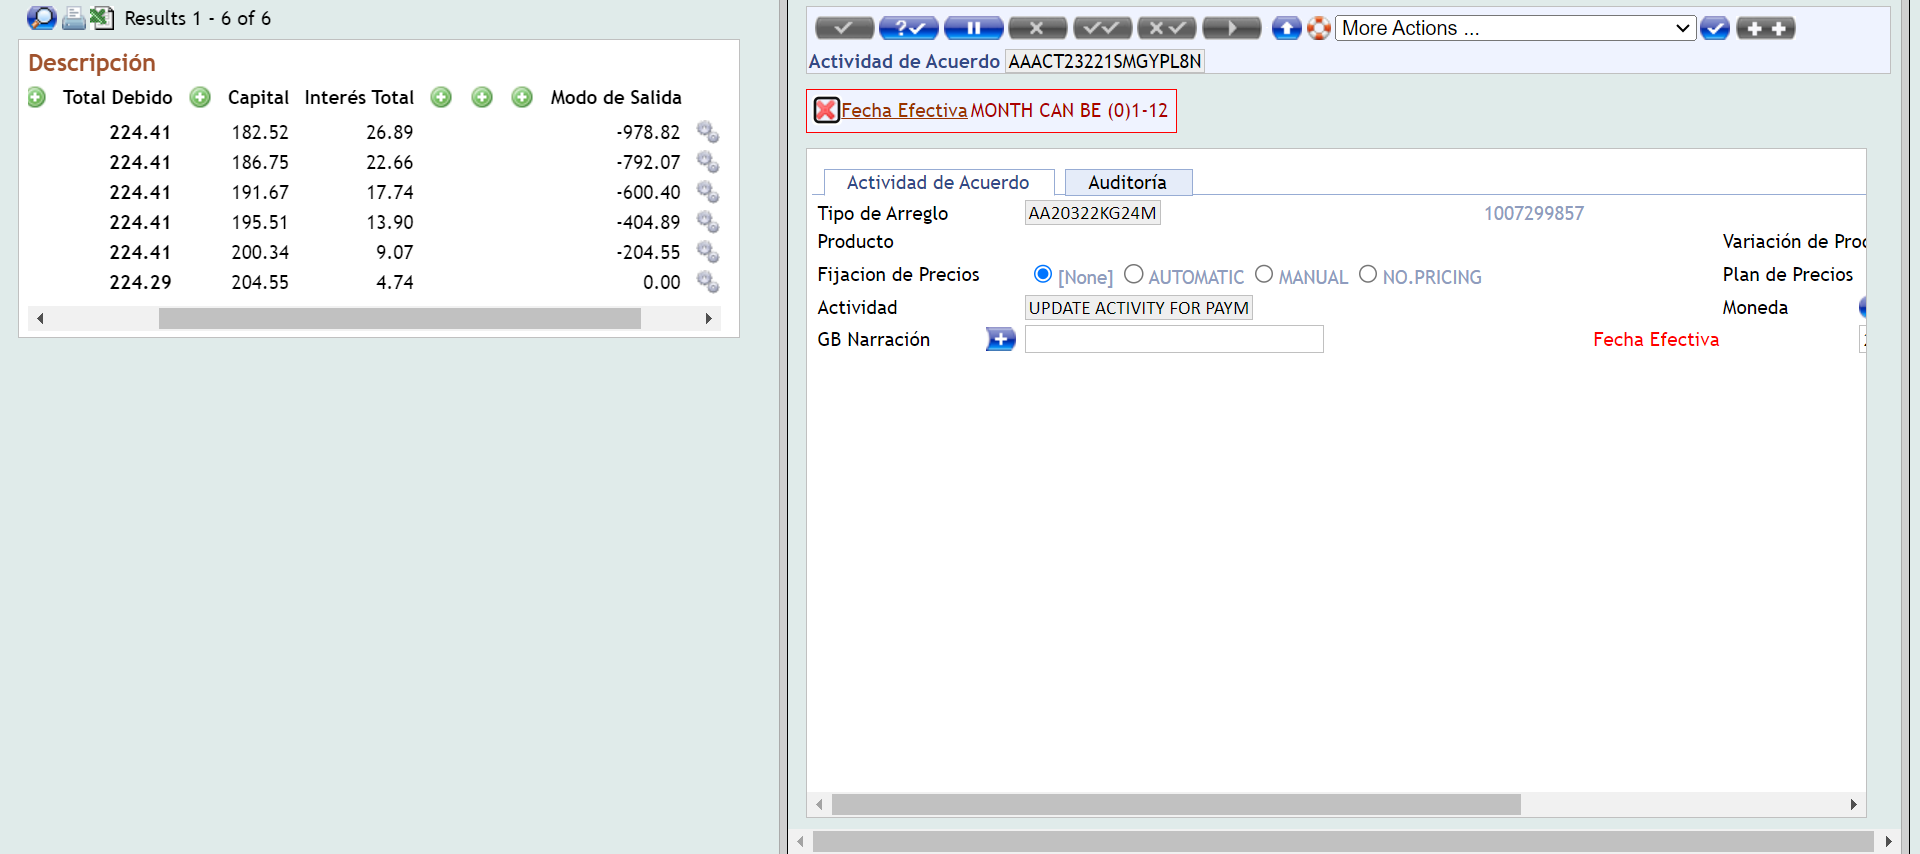 Results 1 - 6 of 6
Descripción
Total Debido Capital Interés Total Modo de Salida
224.41 182.52 26.89 -978.82
224.41 186.75 22.66 -792.07
224.41 191.67 17.74 -600.40
224.41 195.51 13.90 -404.89
224.41 200.34 9.07 -204.55
224.29 204.55 4.74 0.00
More Actions ...
Actividad de Acuerdo AAACT23221SMGYPL8N
Fecha Efectiva MONTH CAN BE (0)1-12
Actividad de Acuerdo Auditoría
Tipo de Arreglo AA20322KG24M 1007299857
Producto Variación de Proc
Fijacion de Precios [None] AUTOMATIC MANUAL NO.PRICING Plan de Precios
Actividad UPDATE ACTIVITY FOR PAYM Moneda
GB Narración Fecha Efectiva